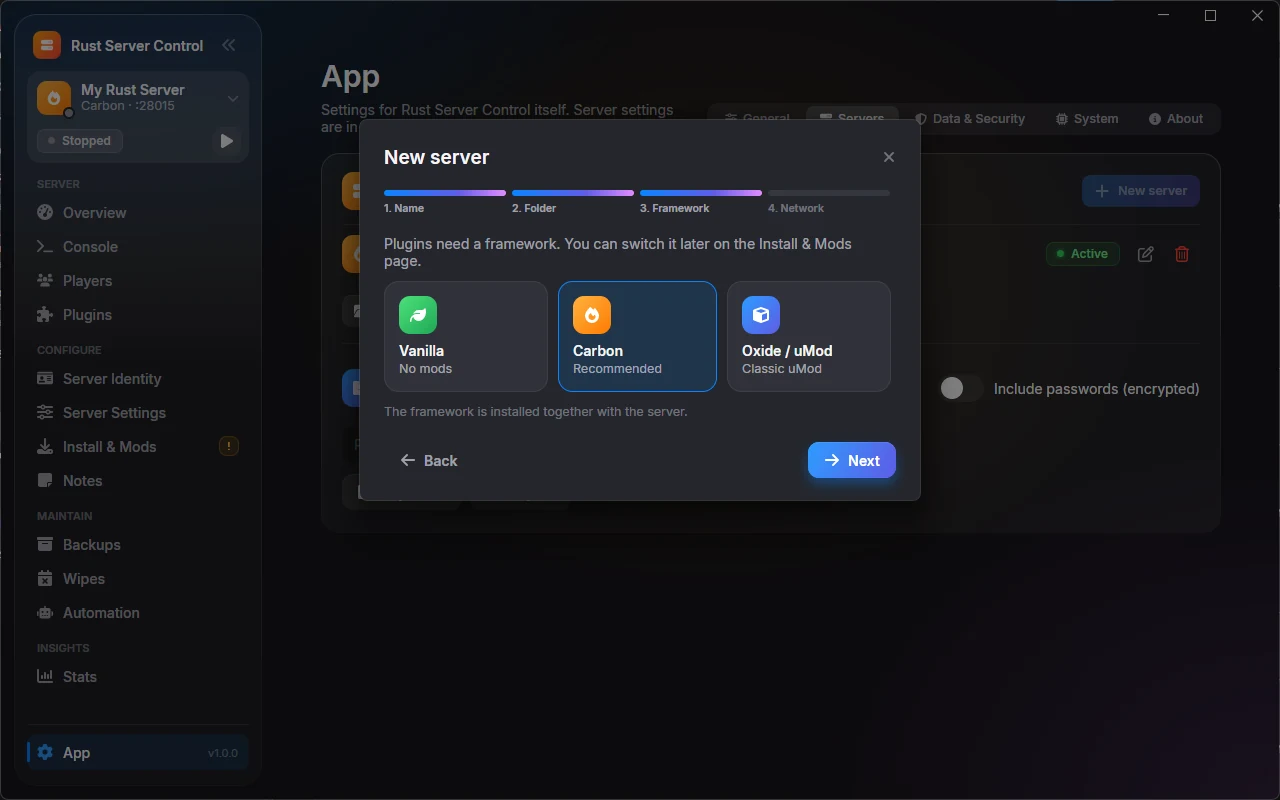 Rust Server Control
My Rust Server
Carbon · :28015
Stopped
SERVER
Overview
Console
Players
Plugins
CONFIGURE
Server Identity
Server Settings
Install & Mods
!
Notes
MAINTAIN
Backups
Wipes
Automation
INSIGHTS
Stats
App
v1.0.0
App
Settings for Rust Server Control itself. Server settings
are in
General
Servers
Data & Security
System
About
New server
Active
Include passwords (encrypted)
New server
1. Name
2. Folder
3. Framework
4. Network
Plugins need a framework. You can switch it later on the Install & Mods
page.
Vanilla
No mods
Carbon
Recommended
Oxide / uMod
Classic uMod
The framework is installed together with the server.
Back
Next